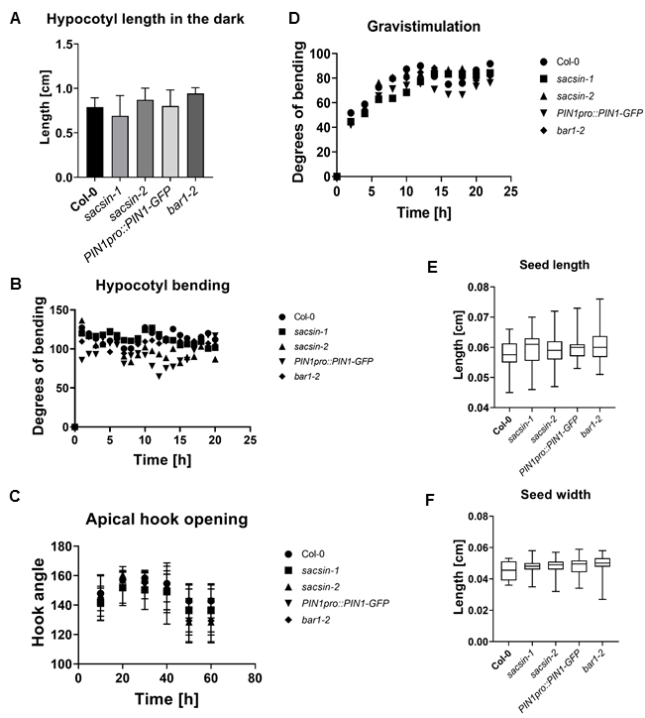 A
Hypocotyl length in the dark
Length [cm]
1.5
1.0
0.5
0.0
Col-0
sacsin-1
sacsin-2
PIN1pro::PIN1-GFP
bar1-2
B
Hypocotyl bending
Degrees of bending
150
100
50
0
0 5 10 15 20 25
Time [h]
Col-0
sacsin-1
sacsin-2
PIN1pro::PIN1-GFP
bar1-2
C
Apical hook opening
Hook angle
180
160
140
120
100
0 20 40 60 80
Time [h]
Col-0
sacsin-1
sacsin-2
PIN1pro::PIN1-GFP
bar1-2
D
Gravistimulation
Degrees of bending
100
80
60
40
20
0
0 5 10 15 20 25
Time [h]
Col-0
sacsin-1
sacsin-2
PIN1pro::PIN1-GFP
bar1-2
E
Seed length
Length [cm]
0.08
0.07
0.06
0.05
0.04
Col-0
sacsin-1
sacsin-2
PIN1pro::PIN1-GFP
bar1-2
F
Seed width
Length [cm]
0.08
0.06
0.04
0.02
0.00
Col-0
sacsin-1
sacsin-2
PIN1pro::PIN1-GFP
bar1-2